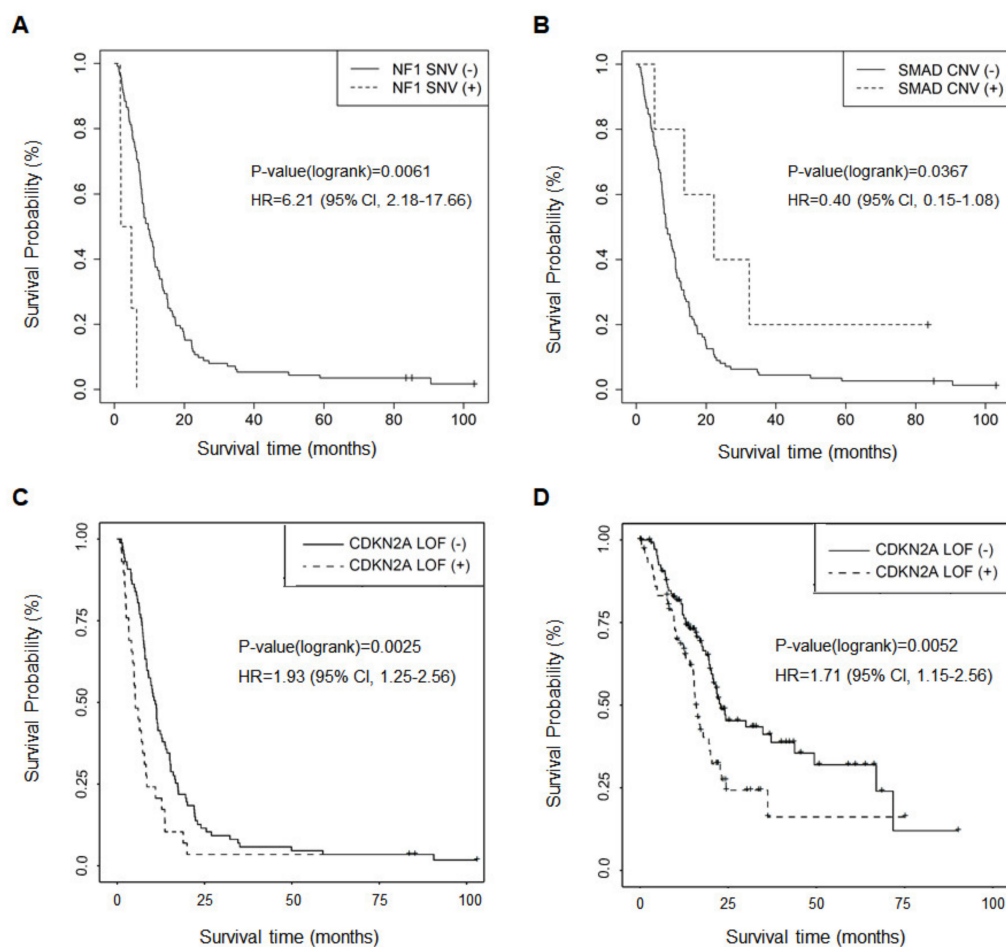 A
NF1 SNV (-)
NF1 SNV (+)
P-value(logrank)=0.0061
HR=6.21 (95% CI, 2.18-17.66)
Survival Probability (%)
1.0
0.8
0.6
0.4
0.2
0.0
0 20 40 60 80 100
Survival time (months)
B
SMAD CNV (-)
SMAD CNV (+)
P-value(logrank)=0.0367
HR=0.40 (95% CI, 0.15-1.08)
Survival Probability (%)
1.0
0.8
0.6
0.4
0.2
0.0
0 20 40 60 80 100
Survival time (months)
C
CDKN2A LOF (-)
CDKN2A LOF (+)
P-value(logrank)=0.0025
HR=1.93 (95% CI, 1.25-2.56)
Survival Probability (%)
1.00
0.75
0.50
0.25
0.0
0 25 50 75 100
Survival time (months)
D
CDKN2A LOF (-)
CDKN2A LOF (+)
P-value(logrank)=0.0052
HR=1.71 (95% CI, 1.15-2.56)
Survival Probability (%)
1.00
0.75
0.50
0.25
0.0
0 25 50 75 100
Survival time (months)